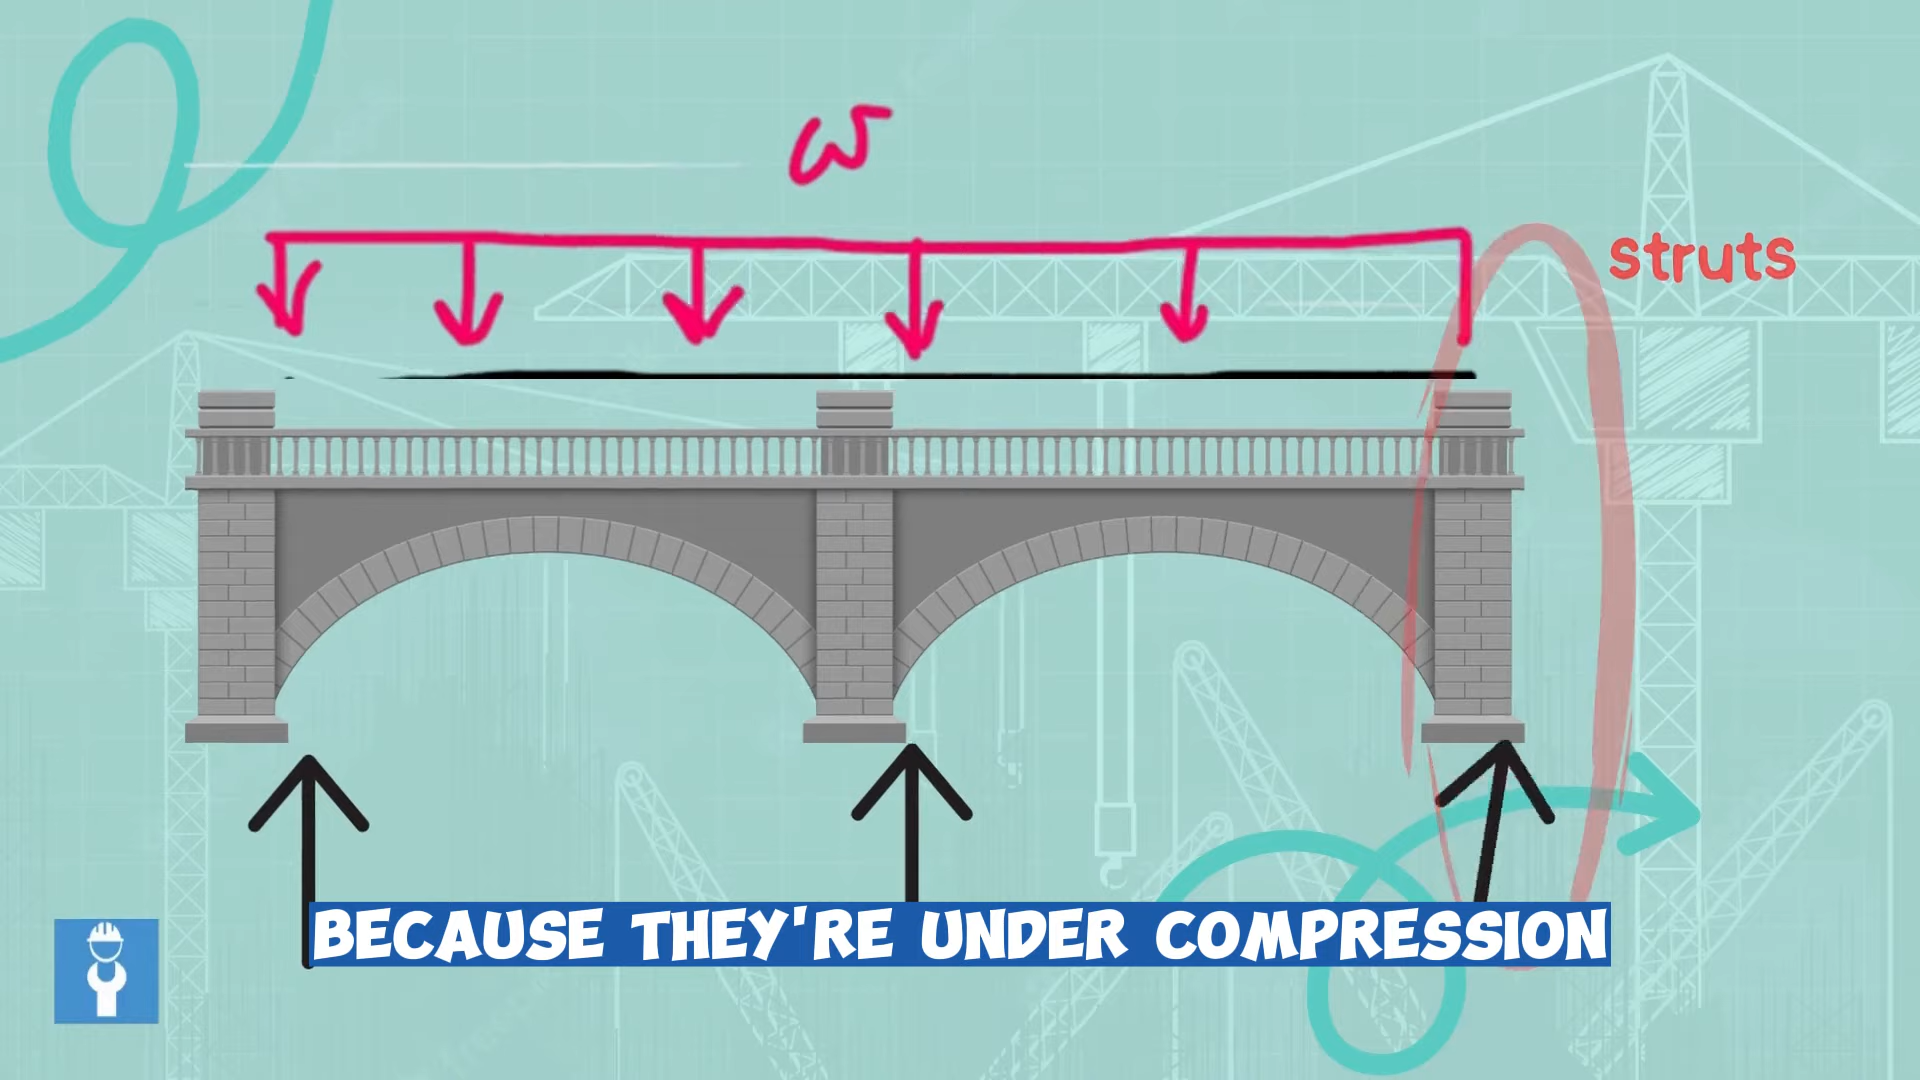 ω
struts
BECAUSE THEY'RE UNDER COMPRESSION